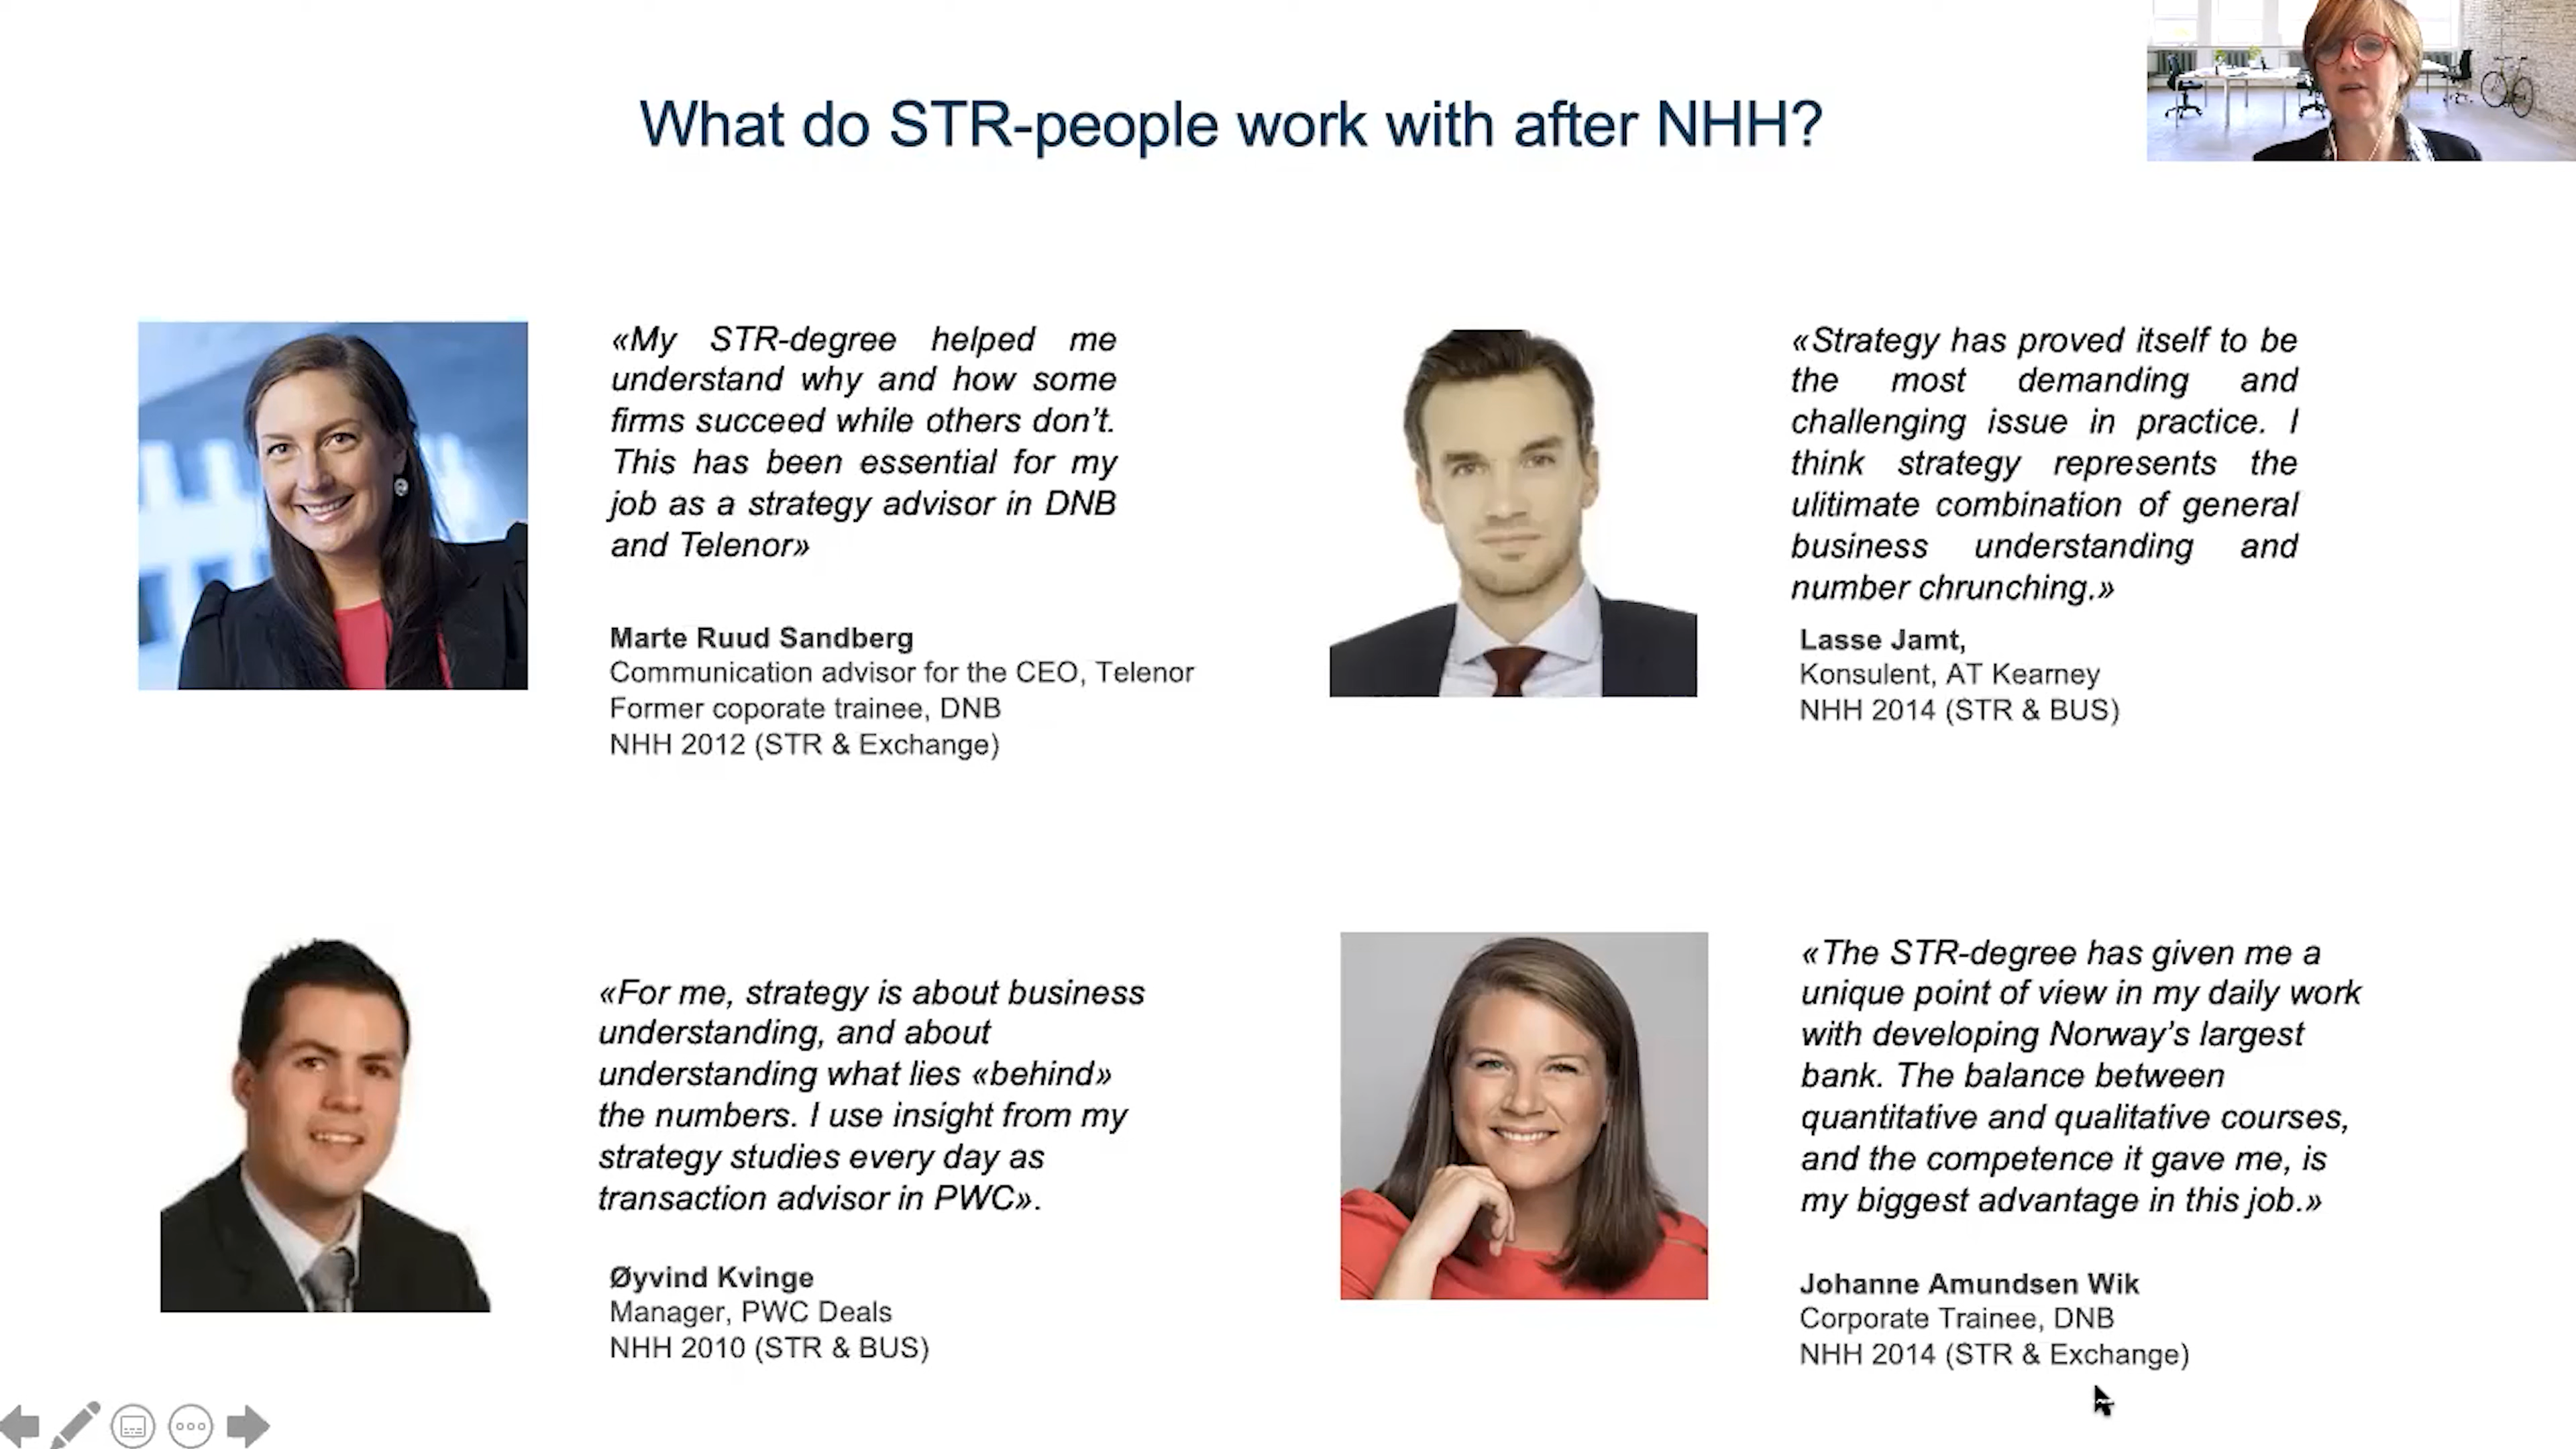 What do STR-people work with after NHH?
«My STR-degree helped me
understand why and how some
firms succeed while others don’t.
This has been essential for my
job as a strategy advisor in DNB
and Telenor»
Marte Ruud Sandberg
Communication advisor for the CEO, Telenor
Former coporate trainee, DNB
NHH 2012 (STR & Exchange)
«Strategy has proved itself to be
the most demanding and
challenging issue in practice. I
think strategy represents the
ulitimate combination of general
business understanding and
number chrunching.»
Lasse Jamt,
Konsulent, AT Kearney
NHH 2014 (STR & BUS)
«For me, strategy is about business
understanding, and about
understanding what lies «behind»
the numbers. I use insight from my
strategy studies every day as
transaction advisor in PWC».
Øyvind Kvinge
Manager, PWC Deals
NHH 2010 (STR & BUS)
«The STR-degree has given me a
unique point of view in my daily work
with developing Norway’s largest
bank. The balance between
quantitative and qualitative courses,
and the competence it gave me, is
my biggest advantage in this job.»
Johanne Amundsen Wik
Corporate Trainee, DNB
NHH 2014 (STR & Exchange)